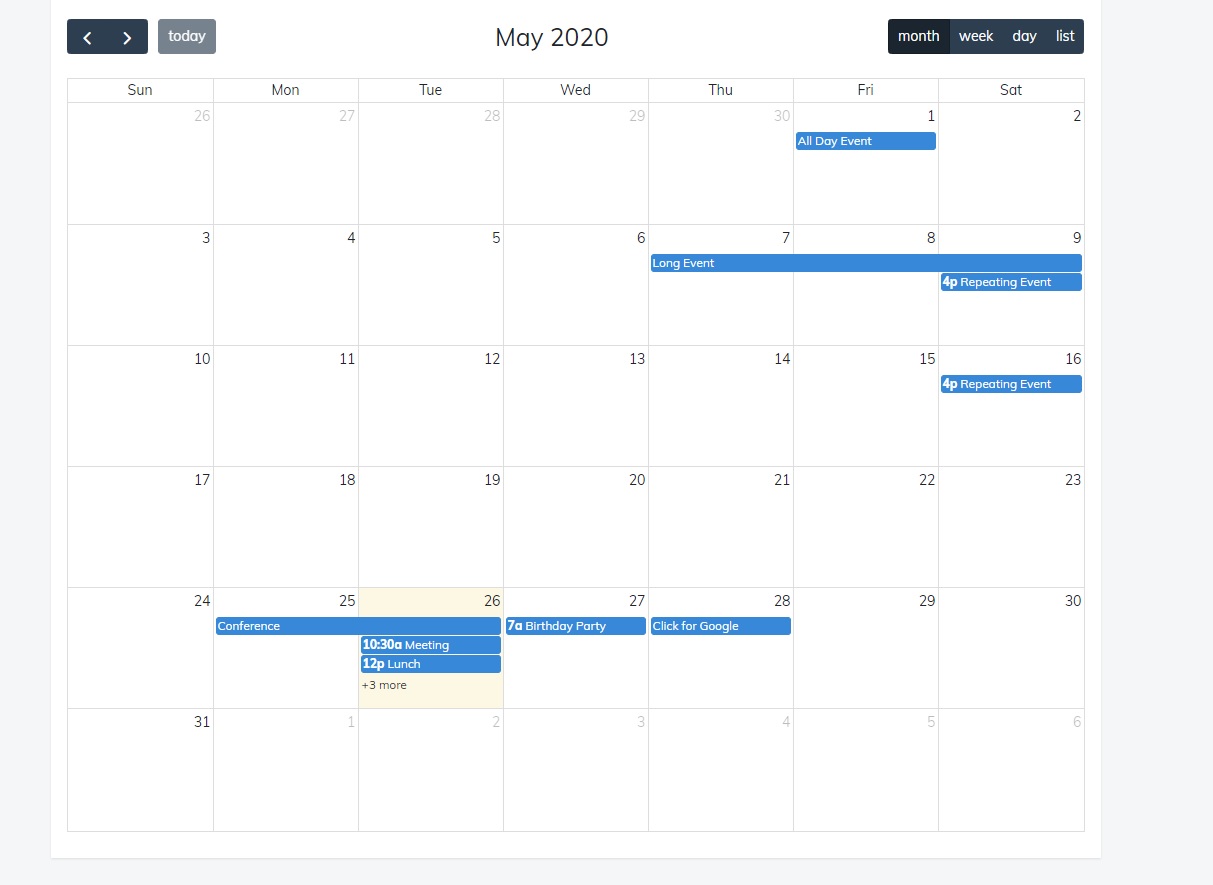 today May 2020 month week day list
Sun Mon Tue Wed Thu Fri Sat
26 27 28 29 30 1 2
All Day Event
3 4 5 6 7 8 9
Long Event
4p Repeating Event
10 11 12 13 14 15 16
4p Repeating Event
17 18 19 20 21 22 23
24 25 26 27 28 29 30
Conference 7a Birthday Party Click for Google
10:30a Meeting
12p Lunch
+3 more
31 1 2 3 4 5 6